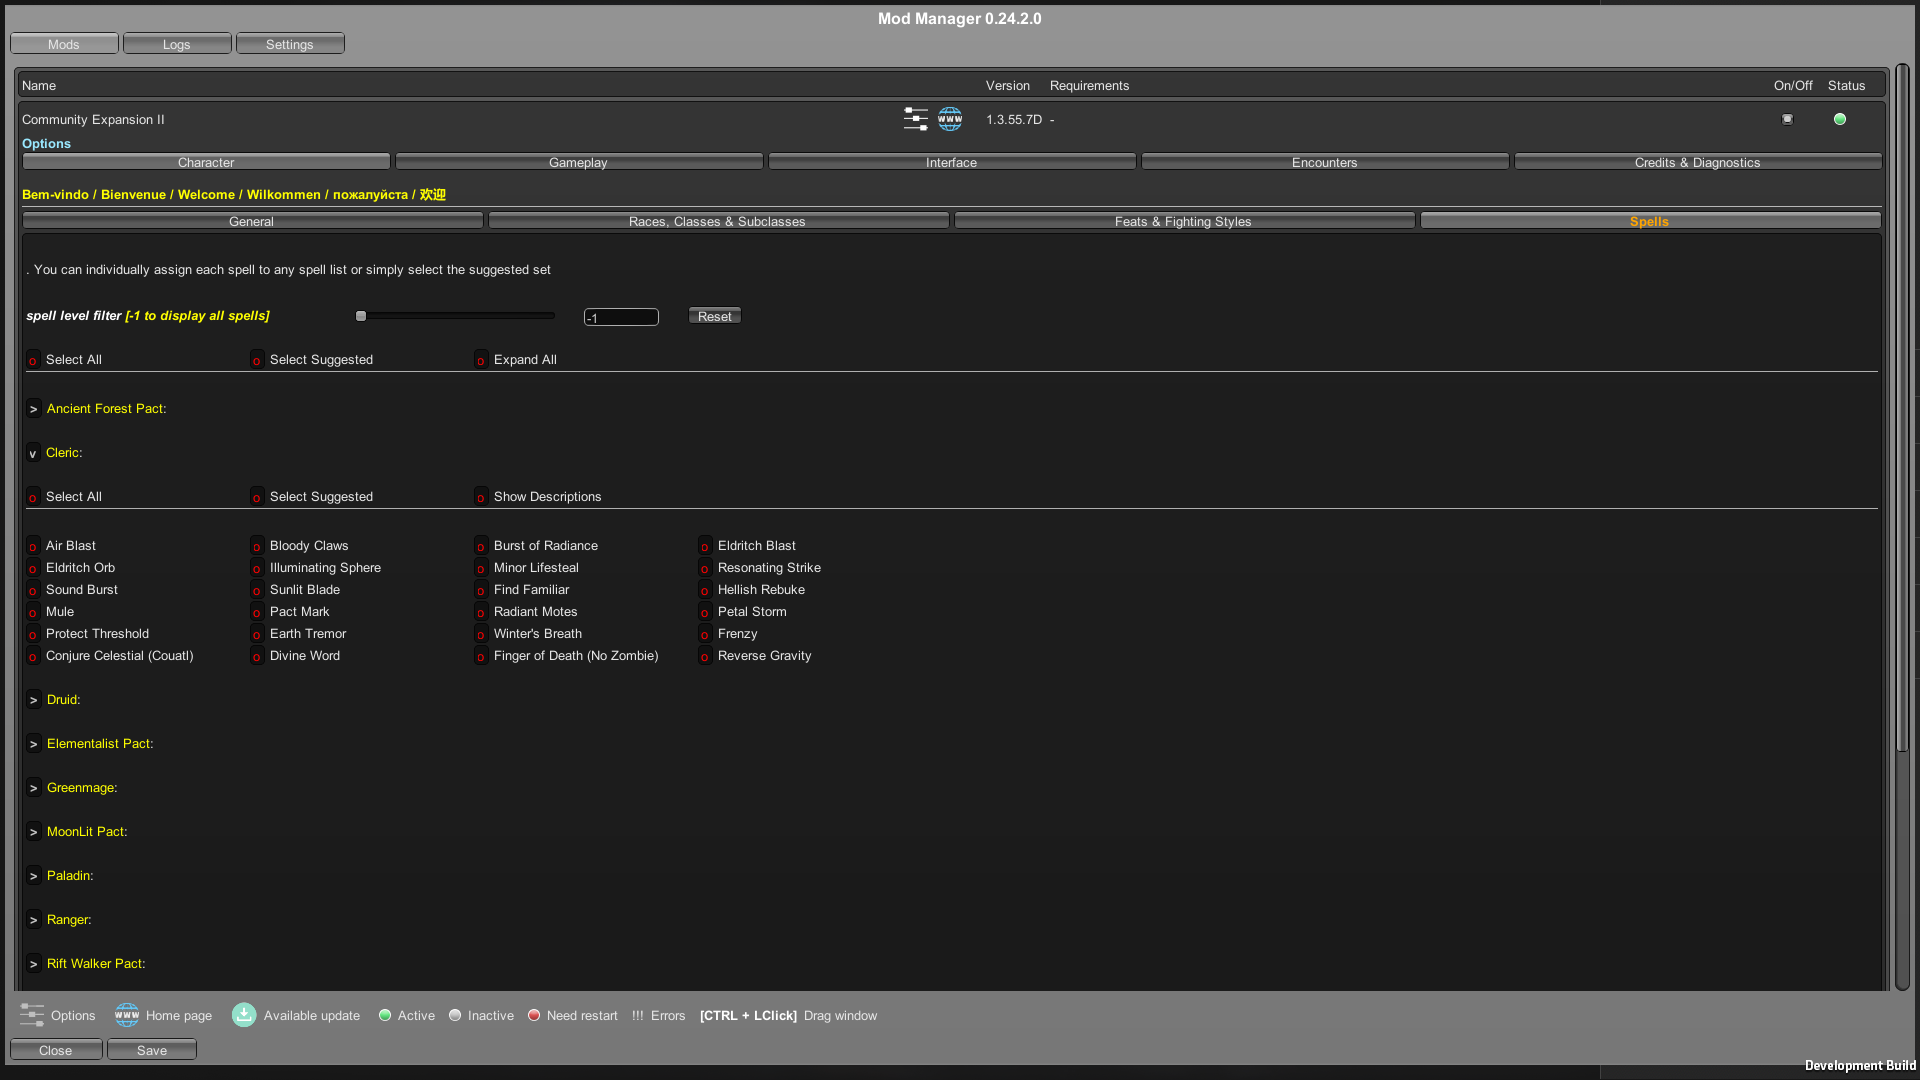 Mod Manager 0.24.2.0
Mods Logs Settings
Name Version Requirements On/Off Status
Community Expansion II www 1.3.55.7D -
Options
Character Gameplay Interface Encounters Credits & Diagnostics
Bem-vindo / Bienvenue / Welcome / Wilkommen / пожалуйста / 欢迎
General Races, Classes & Subclasses Feats & Fighting Styles Spells
. You can individually assign each spell to any spell list or simply select the suggested set
spell level filter [-1 to display all spells] -1 Reset
o Select All o Select Suggested o Expand All
> Ancient Forest Pact:
v Cleric:
o Select All o Select Suggested o Show Descriptions
o Air Blast o Bloody Claws o Burst of Radiance o Eldritch Blast
o Eldritch Orb o Illuminating Sphere o Minor Lifesteal o Resonating Strike
o Sound Burst o Sunlit Blade o Find Familiar o Hellish Rebuke
o Mule o Pact Mark o Radiant Motes o Petal Storm
o Protect Threshold o Earth Tremor o Winter's Breath o Frenzy
o Conjure Celestial (Couatl) o Divine Word o Finger of Death (No Zombie) o Reverse Gravity
> Druid:
> Elementalist Pact:
> Greenmage:
> MoonLit Pact:
> Paladin:
> Ranger:
> Rift Walker Pact:
Options www Home page Available update Active Inactive Need restart !!! Errors [CTRL + LClick] Drag window
Close Save
Development Build